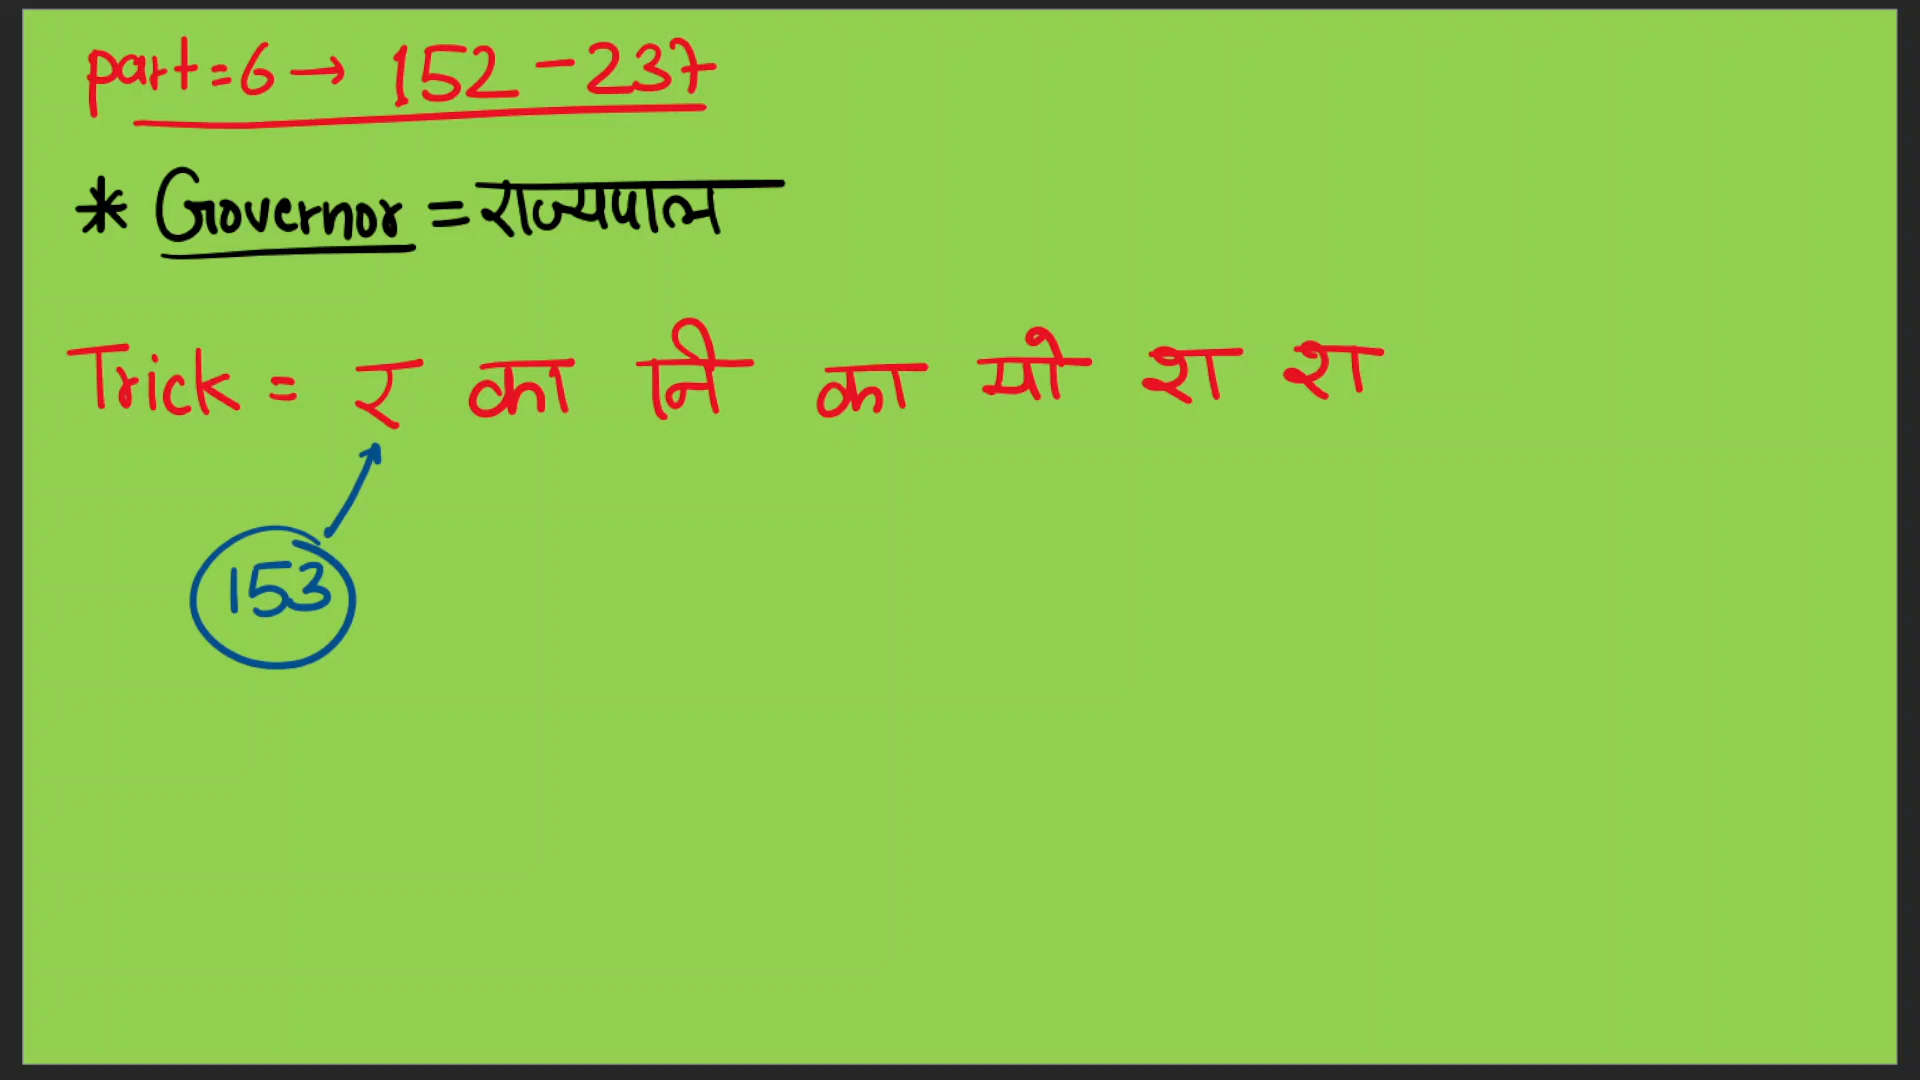 part=6 → 152-237
* Governor = राज्यपाल
Trick = र का नि का यो श श
153